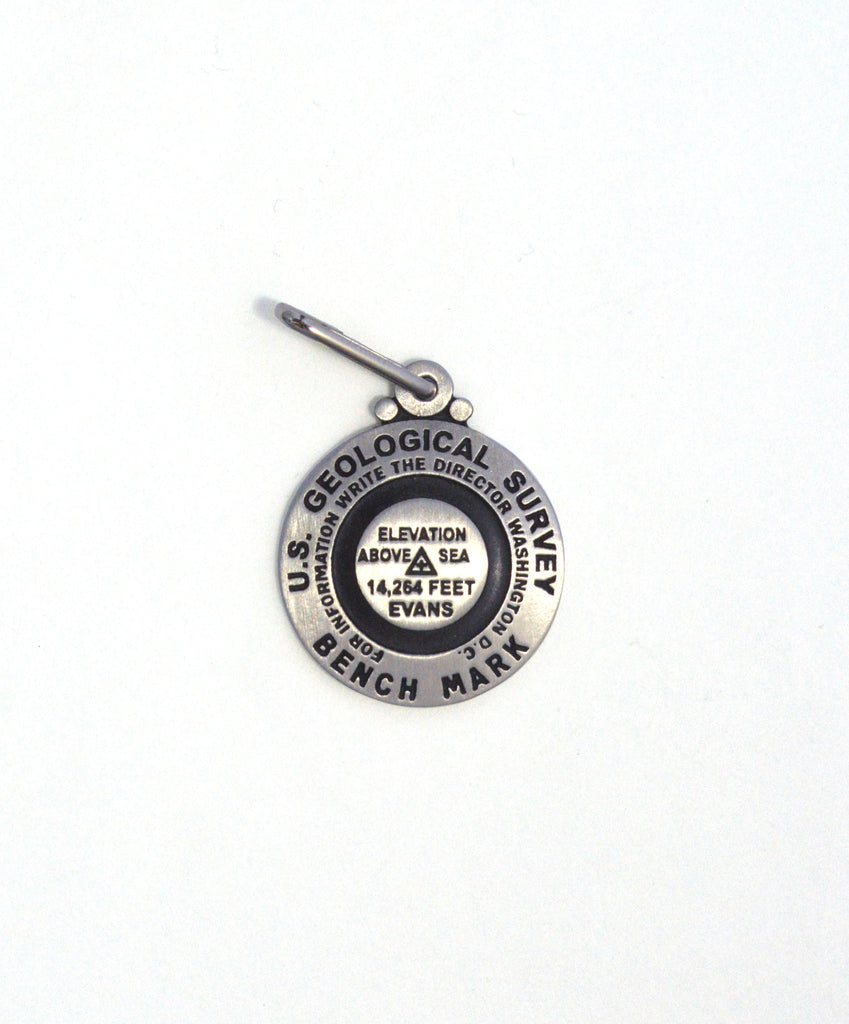 U.S. GEOLOGICAL SURVEY
FOR INFORMATION WRITE THE DIRECTOR WASHINGTON D.C.
ELEVATION
ABOVE SEA
14,264 FEET
EVANS
BENCH MARK